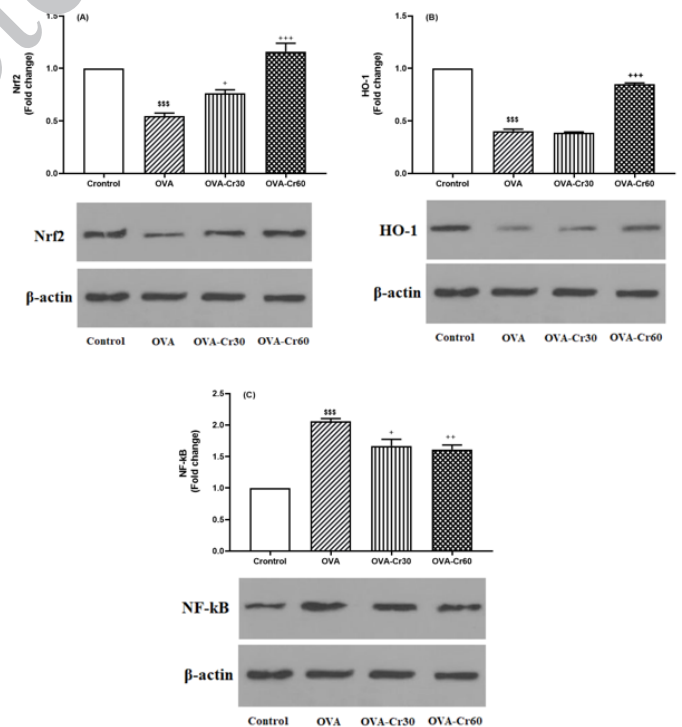 (A)
Nrf2
(Fold change)
1.5
1.0
0.5
0.0
$$$
+
+++
Crontrol OVA OVA-Cr30 OVA-Cr60
Nrf2
β-actin
Control OVA OVA-Cr30 OVA-Cr60
(B)
HO-1
(Fold change)
1.5
1.0
0.5
0.0
$$$
+++
Crontrol OVA OVA-Cr30 OVA-Cr60
HO-1
β-actin
Control OVA OVA-Cr30 OVA-Cr60
(C)
NF-kB
(Fold change)
2.5
2.0
1.5
1.0
0.5
0.0
$$$
+
++
Crontrol OVA OVA-Cr30 OVA-Cr60
NF-kB
β-actin
Control OVA OVA-Cr30 OVA-Cr60